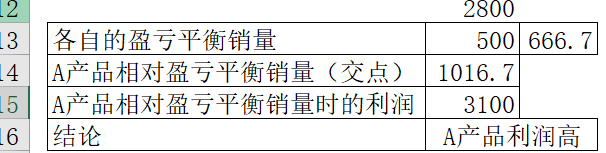 12 2800
13 各自的盈亏平衡销量 500 666.7
14 A产品相对盈亏平衡销量（交点） 1016.7
15 A产品相对盈亏平衡销量时的利润 3100
16 结论 A产品利润高